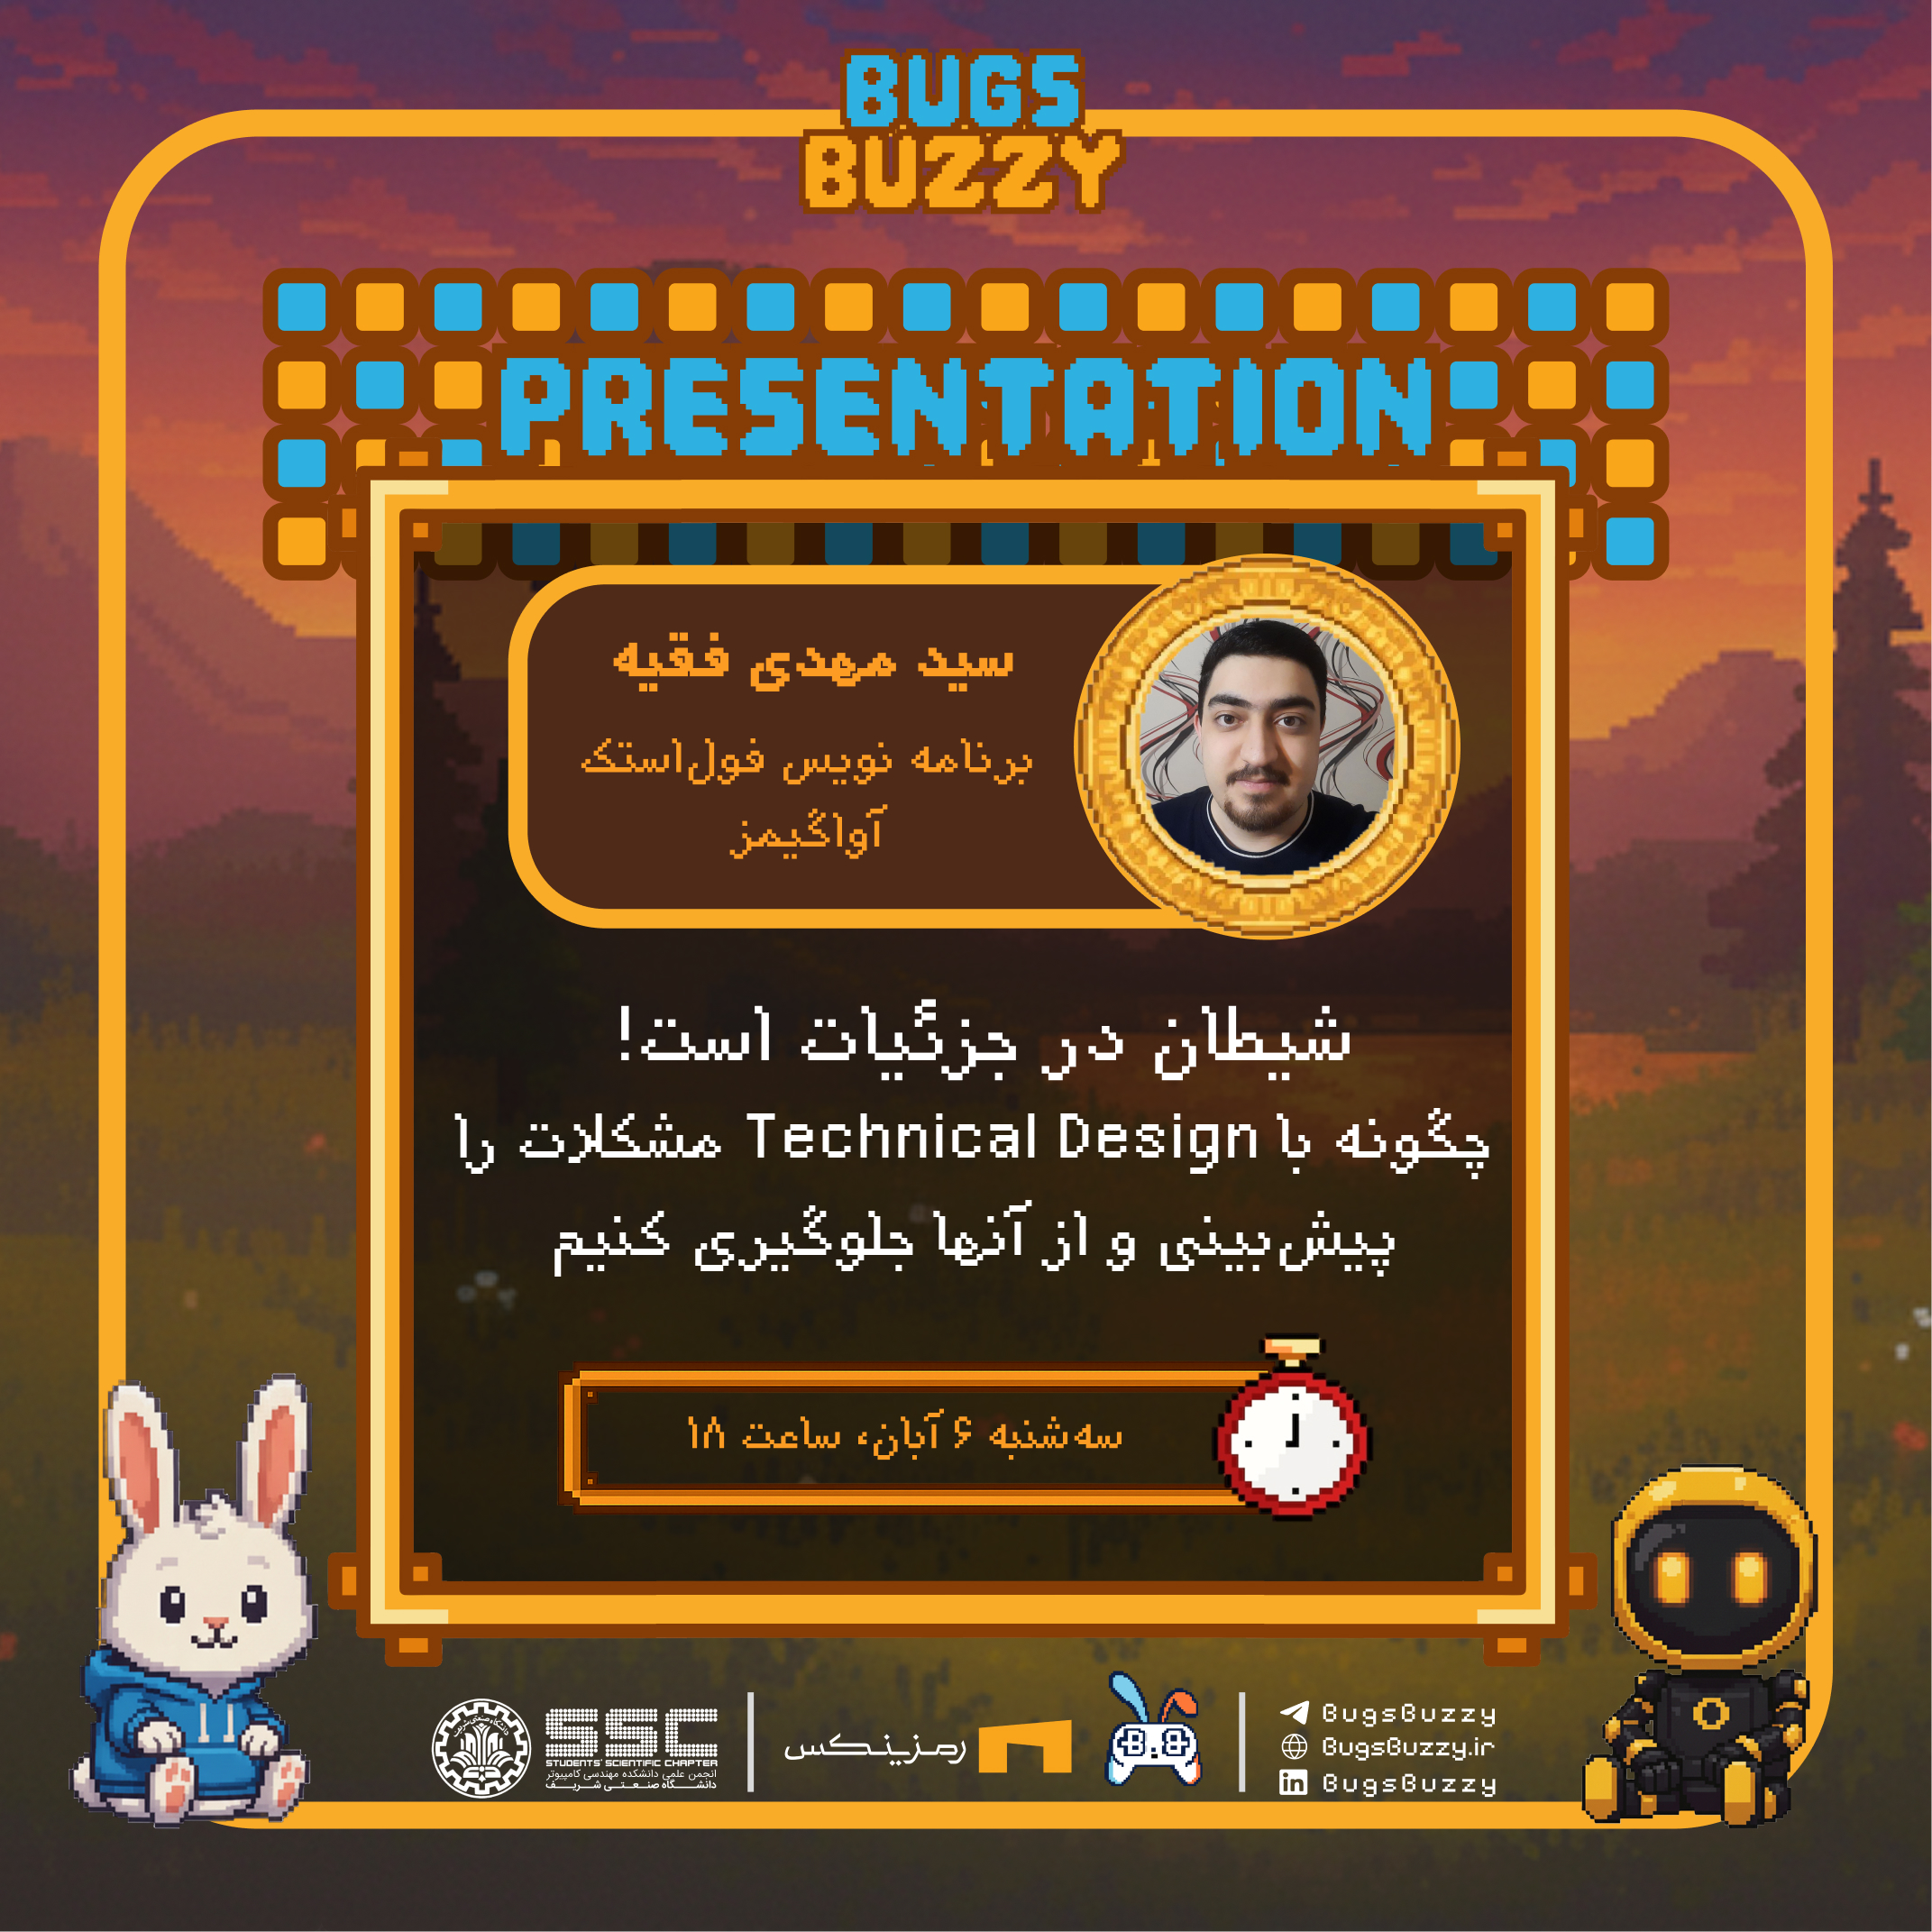 BUGS
BUZZY
PRESENTATION
سید مهدی فقیه
برنامه نویس فول‌استک
آواگیمز
شیطان در جزئیات است!
چگونه با Technical Design مشکلات را
پیش‌بینی و از آنها جلوگیری کنیم
سه‌شنبه ۶ آبان، ساعت ۱۸
SSC
STUDENTS' SCIENTIFIC CHAPTER
انجمن علمی دانشکده مهندسی کامپیوتر
دانشگاه صنعتی شریف
رمزینکس
B.B
BugsBuzzy
BugsBuzzy.ir
in BugsBuzzy